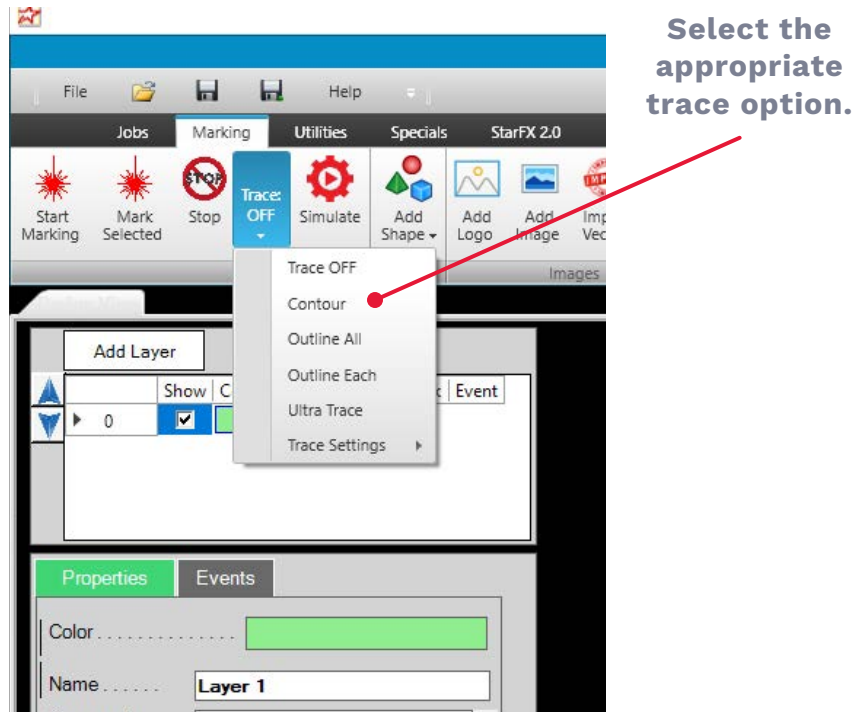 Select the
appropriate
trace option.
File Help
Jobs Marking Utilities Specials StarFX 2.0
Start
Marking
Mark
Selected
STOP
Stop
Trace:
OFF
Simulate
Add
Shape
Add
Logo
Add
Image
Images
Trace OFF
Contour
Outline All
Outline Each
Ultra Trace
Trace Settings
Add Layer
Show C Event
0
Properties Events
Color
Name Layer 1